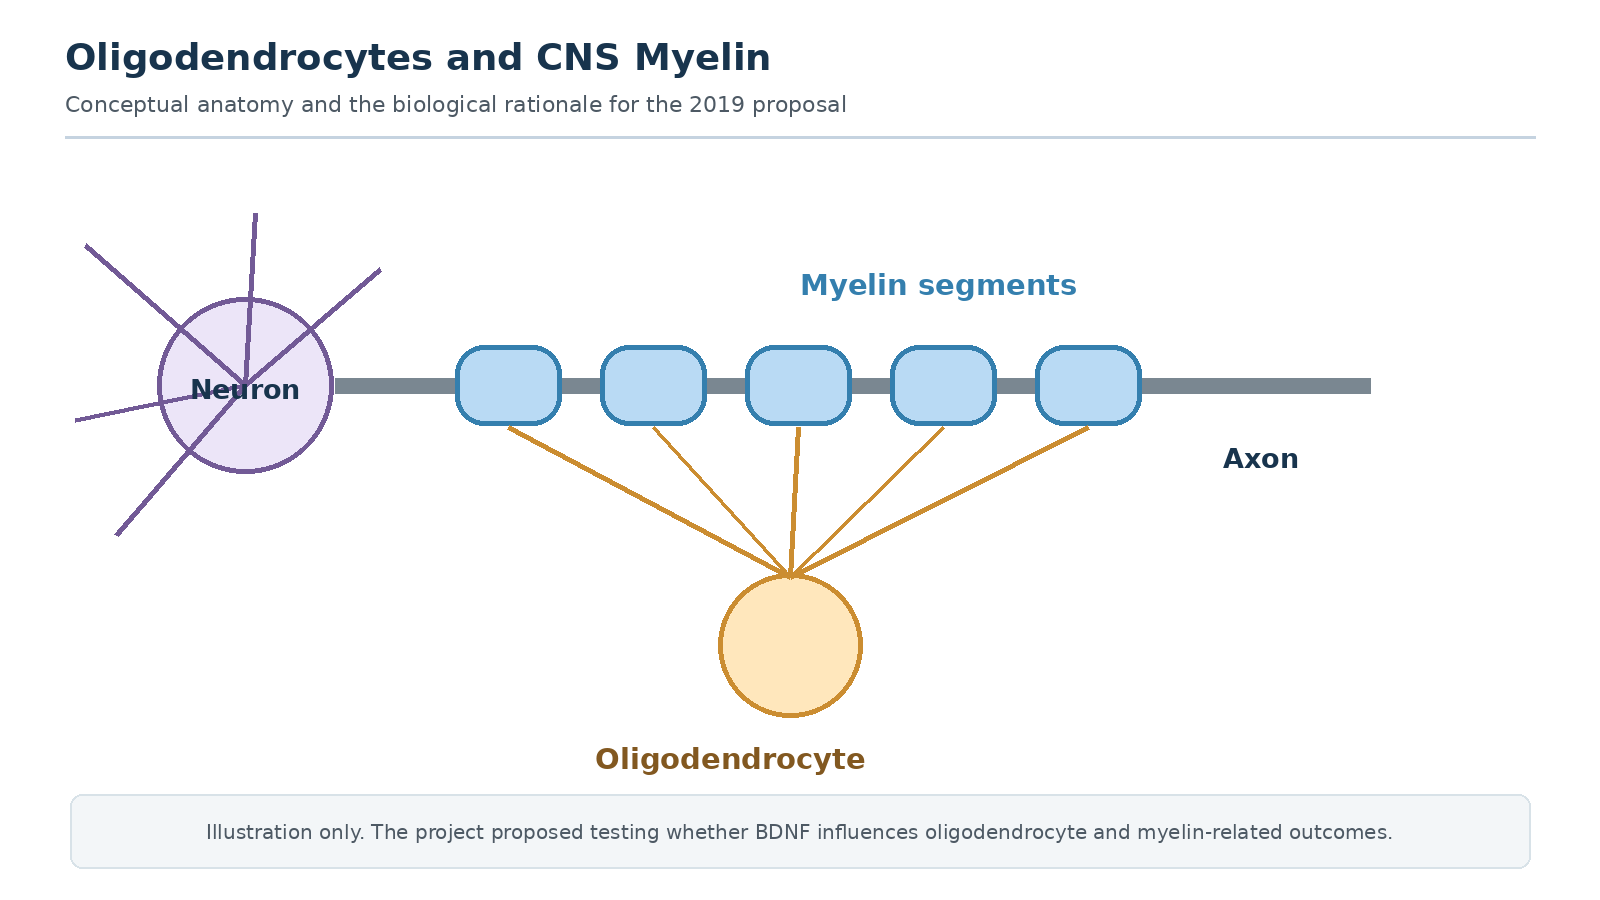 Oligodendrocytes and CNS Myelin
Conceptual anatomy and the biological rationale for the 2019 proposal
Myelin segments
Neuron
Axon
Oligodendrocyte
Illustration only. The project proposed testing whether BDNF influences oligodendrocyte and myelin-related outcomes.